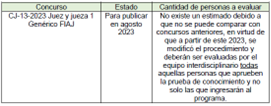 Concurso
Estado
Cantidad de personas a evaluar
CJ-13-2023 Juez y jueza 1
Genérico FIAJ
Para publicar
en agosto
2023
No existe un estimado debido a
que no se puede comparar con
concursos anteriores, en virtud de
que a partir de este 2023, se
modificó el procedimiento y
deberán ser evaluadas por el
equipo interdisciplinario todas
aquellas personas que aprueben
la prueba de conocimiento y no
solo las que ingresarán al
programa.